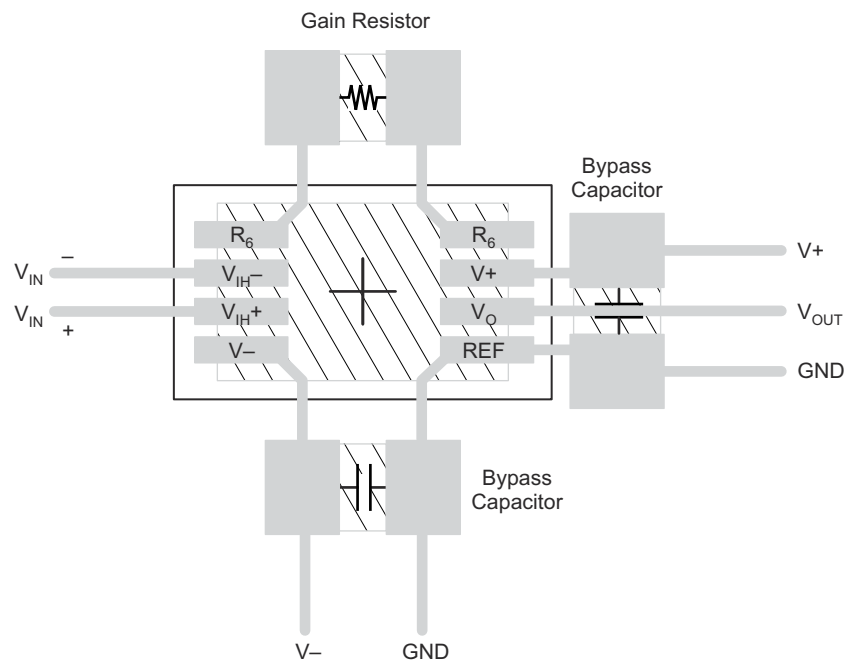 Gain Resistor
Bypass
Capacitor
R6
R6
V+
VIN –
VIH–
V+
VIN +
VIH+
VO
VOUT
V–
REF
GND
Bypass
Capacitor
V–
GND